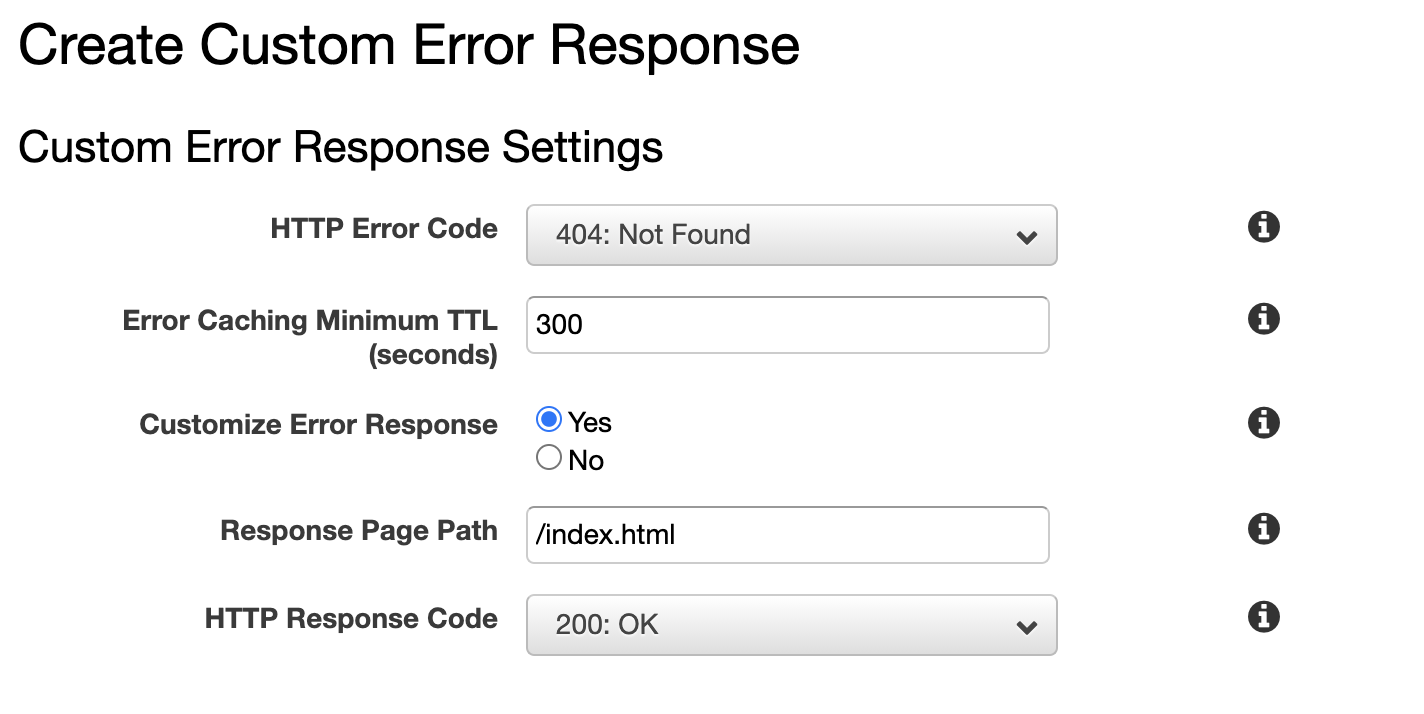 Create Custom Error Response
Custom Error Response Settings
HTTP Error Code
404: Not Found
Error Caching Minimum TTL
(seconds)
300
Customize Error Response
Yes
No
Response Page Path
/index.html
HTTP Response Code
200: OK